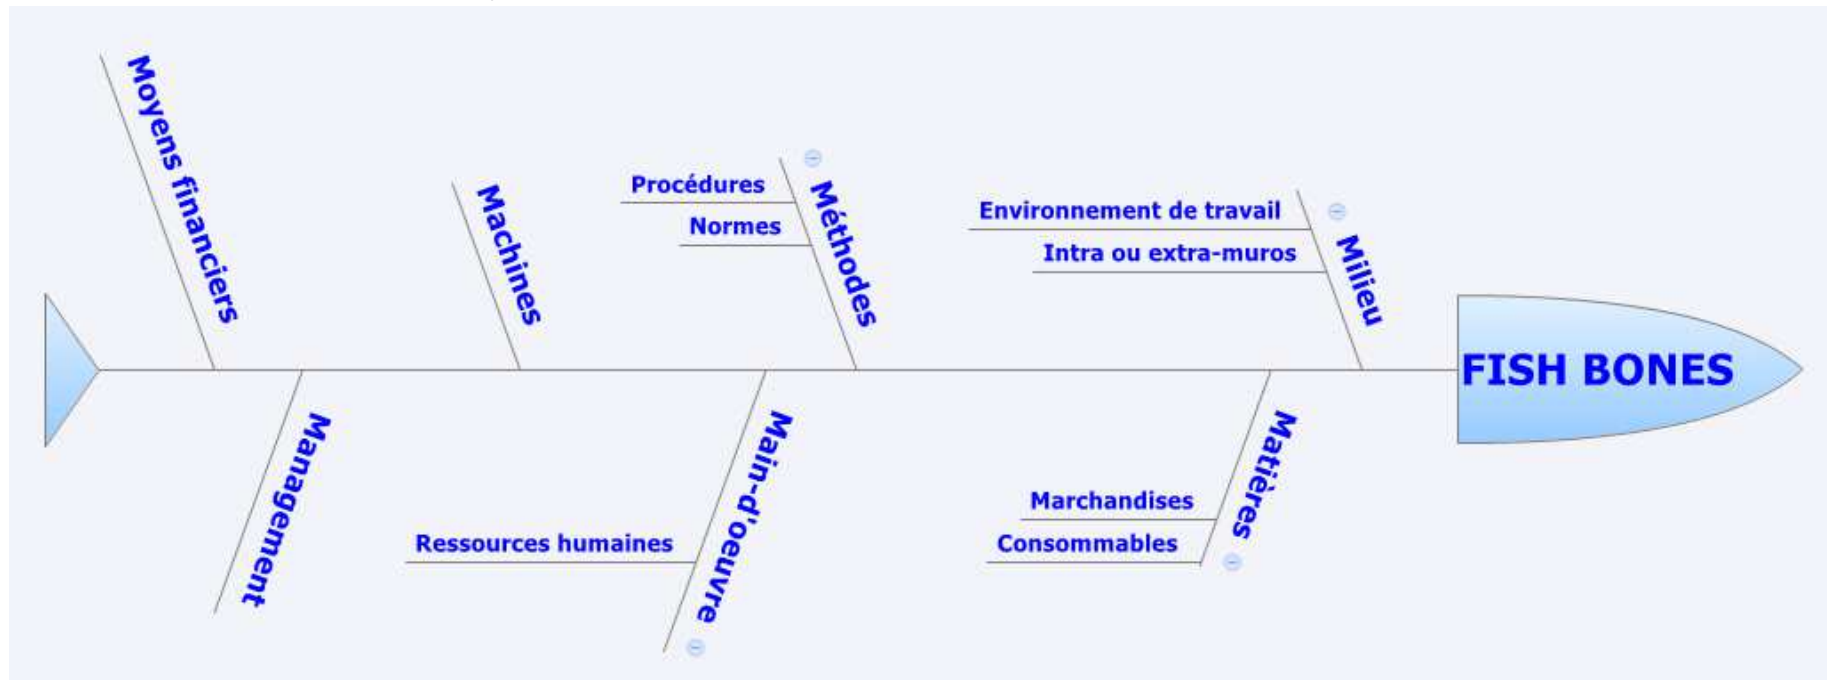 Moyens financiers
Machines
Procédures
Normes
Méthodes
Environnement de travail
Intra ou extra-muros
Milieu
FISH BONES
Management
Ressources humaines
Main-d'oeuvre
Marchandises
Consommables
Matières